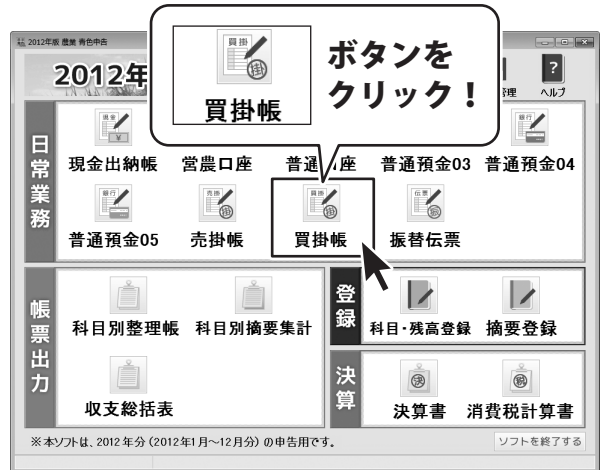 2012年版 農業 青色申告
2012年
買掛
掛
買掛帳
ボタンを
クリック！
管理
ヘルプ
日常業務
現金出納帳
営農口座
普通口座
普通預金03
普通預金04
普通預金05
売掛帳
買掛帳
振替伝票
帳票出力
科目別整理帳
科目別摘要集計
収支総括表
登録
科目・残高登録
摘要登録
決算
決算書
消費税計算書
※本ソフトは、2012年分（2012年1月～12月分）の申告用です。
ソフトを終了する